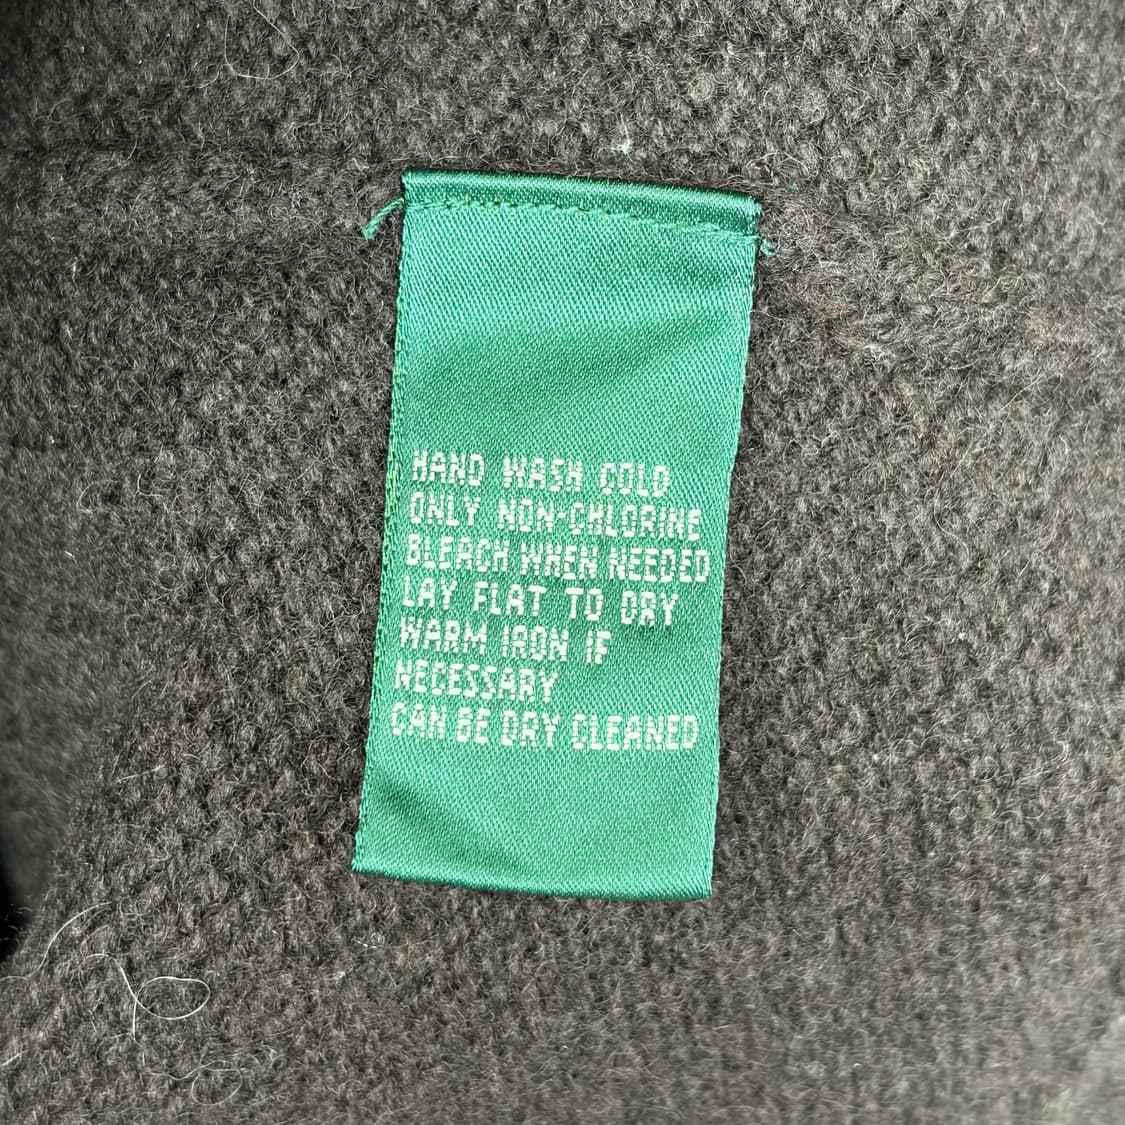 HAND WASH COLD
ONLY NON-CHLORINE
BLEACH WHEN NEEDED
LAY FLAT TO DRY
WARM IRON IF
NECESSARY
CAN BE DRY CLEANED